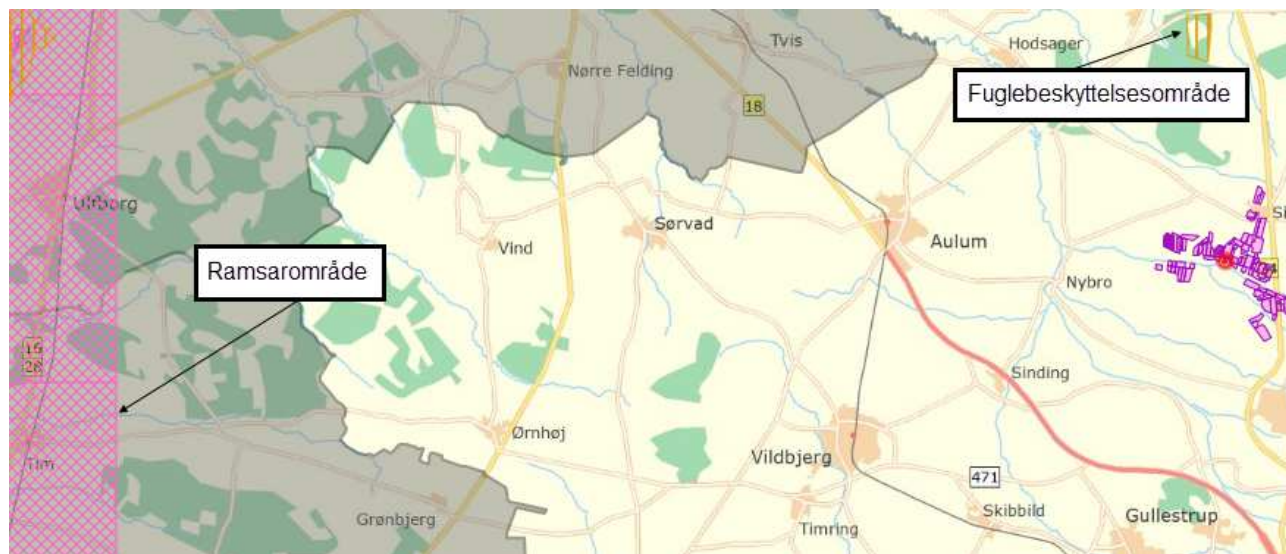 Tvis
Hodsager
Nørre Felding
18
Fuglebeskyttelsesområde
Ulfborg
Sørvad
Vind
Aulum
Ramsarområde
Nybro
16
28
Sinding
Ørnhøj
Tim
Vildbjerg
471
Grønbjerg
Timring
Skibbild
Gullestrup